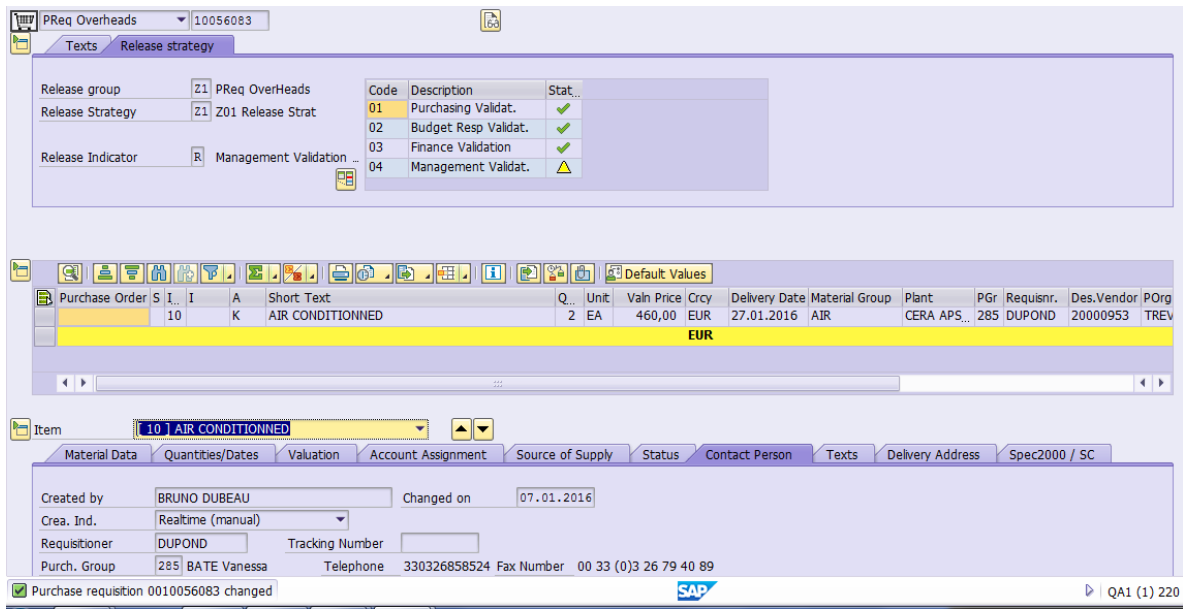 PReq Overheads 10056083
Texts Release strategy
Release group Z1 PReq OverHeads
Release Strategy Z1 Z01 Release Strat
Release Indicator R Management Validation ...
Code Description Stat...
01 Purchasing Validat.
02 Budget Resp Validat.
03 Finance Validation
04 Management Validat.
Default Values
Purchase Order S I... I A Short Text Q... Unit Valn Price Crcy Delivery Date Material Group Plant PGr Requisnr. Des.Vendor POrg
10 K AIR CONDITIONNED 2 EA 460,00 EUR 27.01.2016 AIR CERA APS... 285 DUPOND 20000953 TREV
EUR
Item [ 10 ] AIR CONDITIONNED
Material Data Quantities/Dates Valuation Account Assignment Source of Supply Status Contact Person Texts Delivery Address Spec2000 / SC
Created by BRUNO DUBEAU Changed on 07.01.2016
Crea. Ind. Realtime (manual)
Requisitioner DUPOND Tracking Number
Purch. Group 285 BATE Vanessa Telephone 330326858524 Fax Number 00 33 (0)3 26 79 40 89
Purchase requisition 0010056083 changed SAP QA1 (1) 220